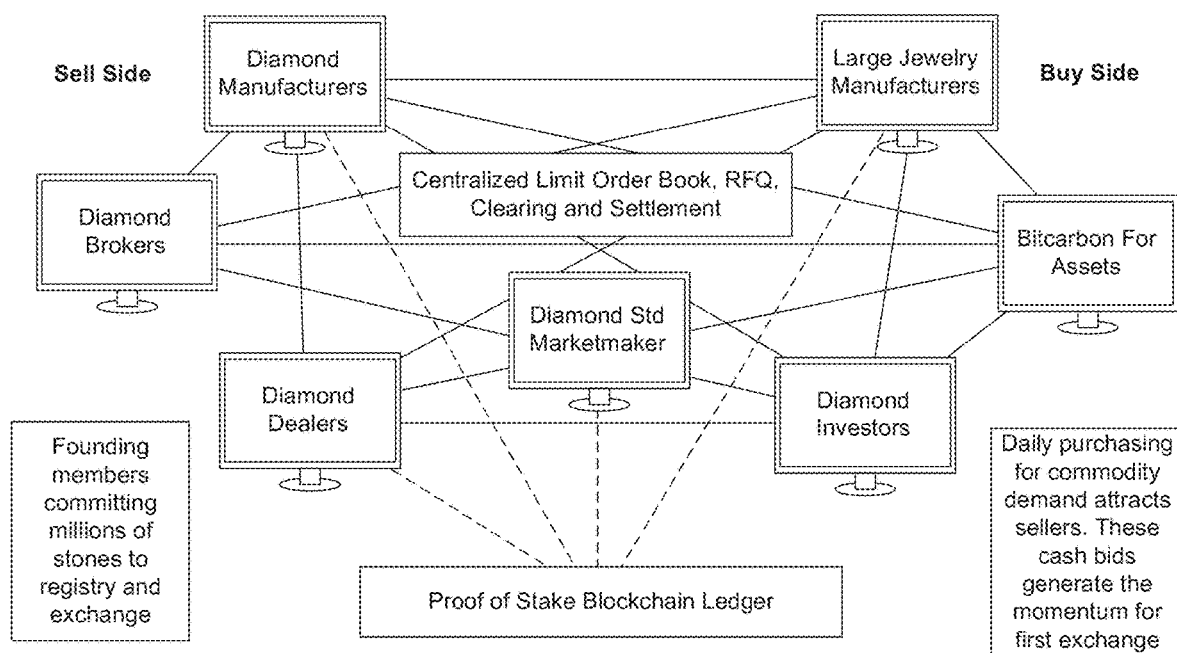 Sell Side
Diamond
Manufacturers
Large Jewelry
Manufacturers
Buy Side
Centralized Limit Order Book, RFQ,
Clearing and Settlement
Diamond
Brokers
Bitcarbon For
Assets
Diamond Std
Marketmaker
Diamond
Dealers
Diamond
Investors
Founding
members
committing
millions of
stones to
registry and
exchange
Daily purchasing
for commodity
demand attracts
sellers. These
cash bids
generate the
momentum for
first exchange
Proof of Stake Blockchain Ledger